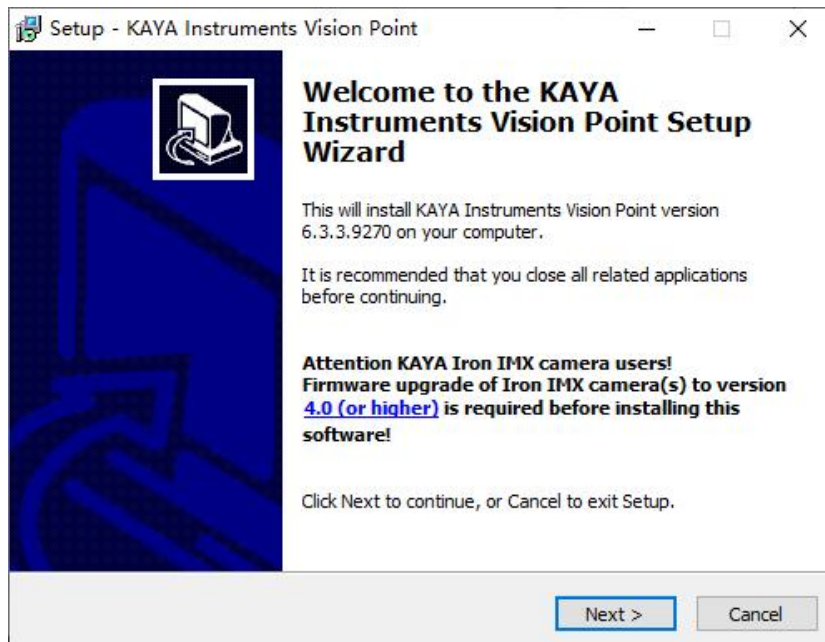 Setup - KAYA Instruments Vision Point
Welcome to the KAYA
Instruments Vision Point Setup
Wizard
This will install KAYA Instruments Vision Point version
6.3.3.9270 on your computer.
It is recommended that you close all related applications
before continuing.
Attention KAYA Iron IMX camera users!
Firmware upgrade of Iron IMX camera(s) to version
4.0 (or higher) is required before installing this
software!
Click Next to continue, or Cancel to exit Setup.
Next >
Cancel